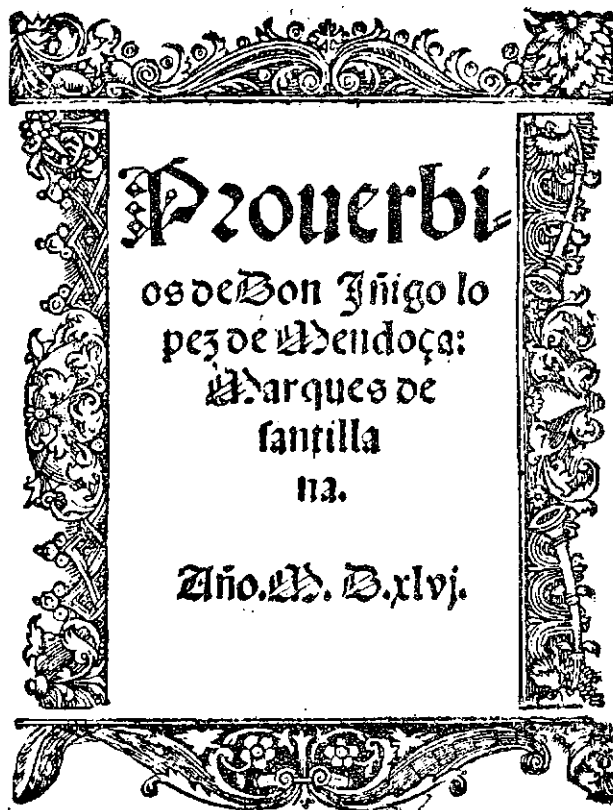 Prouerbi-
os de Don Iñigo lo
pez de Mendoça:
Marques de
santilla
na.
Año. M. D. xlvj.